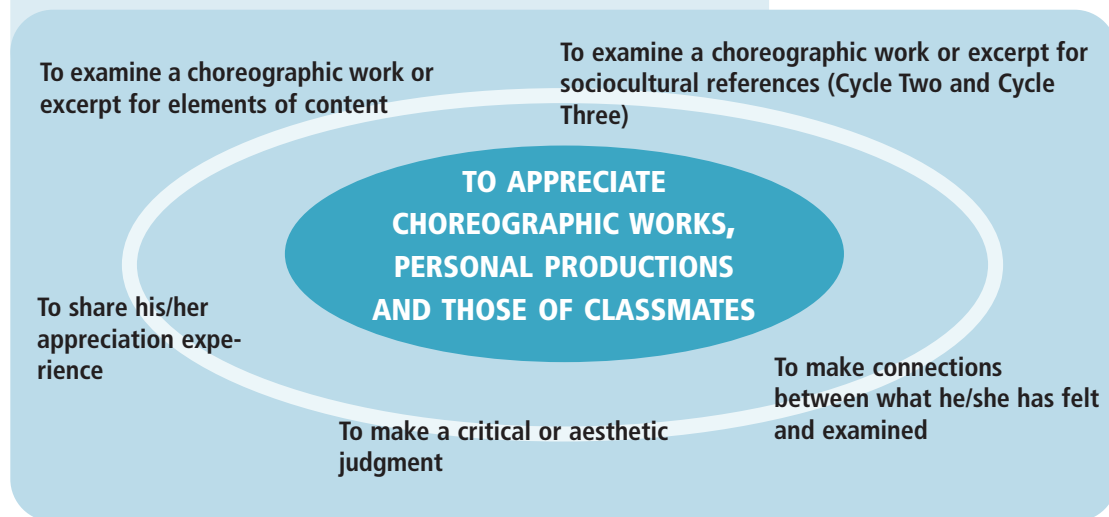 To examine a choreographic work or
excerpt for elements of content
To examine a choreographic work or excerpt for
sociocultural references (Cycle Two and Cycle
Three)
TO APPRECIATE
CHOREOGRAPHIC WORKS,
PERSONAL PRODUCTIONS
AND THOSE OF CLASSMATES
To share his/her
appreciation expe-
rience
To make connections
between what he/she has felt
and examined
To make a critical or aesthetic
judgment